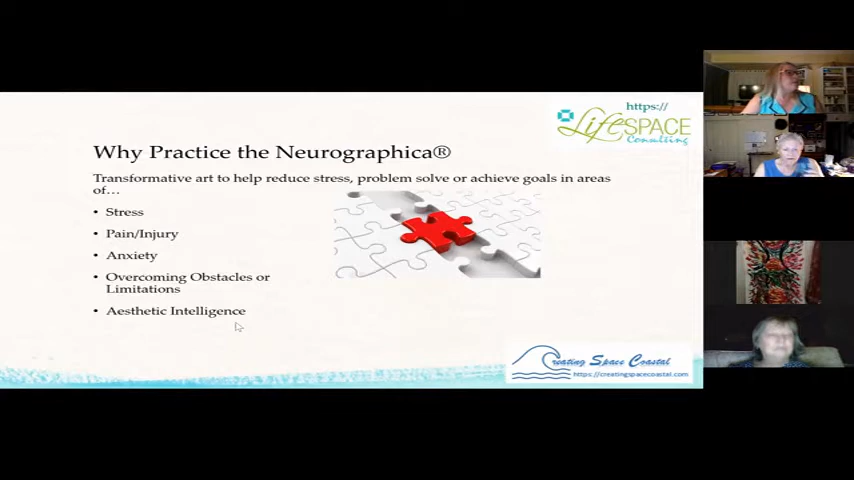 https://
LifeSPACE
Consulting
Why Practice the Neurographica®
Transformative art to help reduce stress, problem solve or achieve goals in areas
of…
• Stress
• Pain/Injury
• Anxiety
• Overcoming Obstacles or
Limitations
• Aesthetic Intelligence
Creating Space Coastal
https://creatingspacecoastal.com